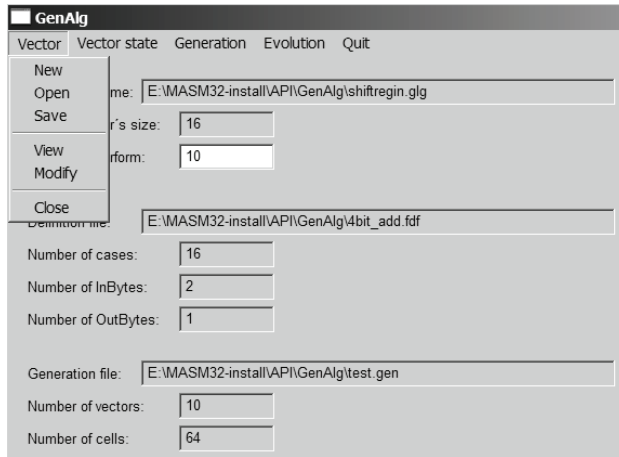 GenAlg
Vector Vector state Generation Evolution Quit
New
Open
Save
View
Modify
Close
me: E:\MASM32-install\API\GenAlg\shiftregin.glg
r´s size: 16
rform: 10
Definition file: E:\MASM32-install\API\GenAlg\4bit_add.fdf
Number of cases: 16
Number of InBytes: 2
Number of OutBytes: 1
Generation file: E:\MASM32-install\API\GenAlg\test.gen
Number of vectors: 10
Number of cells: 64